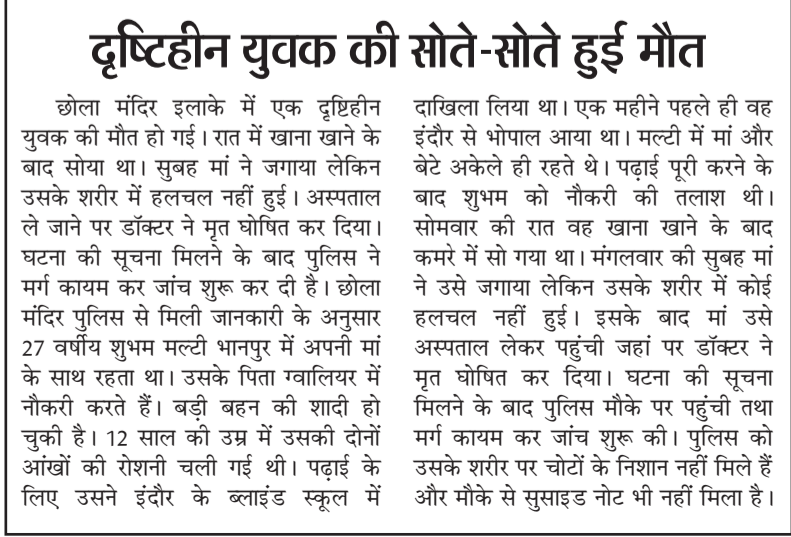 दृष्टिहीन युवक की सोते-सोते हुई मौत
छोला मंदिर इलाके में एक दृष्टिहीन
युवक की मौत हो गई। रात में खाना खाने के
बाद सोया था। सुबह मां ने जगाया लेकिन
उसके शरीर में हलचल नहीं हुई। अस्पताल
ले जाने पर डॉक्टर ने मृत घोषित कर दिया।
घटना की सूचना मिलने के बाद पुलिस ने
मर्ग कायम कर जांच शुरू कर दी है। छोला
मंदिर पुलिस से मिली जानकारी के अनुसार
27 वर्षीय शुभम मल्टी भानपुर में अपनी मां
के साथ रहता था। उसके पिता ग्वालियर में
नौकरी करते हैं। बड़ी बहन की शादी हो
चुकी है। 12 साल की उम्र में उसकी दोनों
आंखों की रोशनी चली गई थी। पढ़ाई के
लिए उसने इंदौर के ब्लाइंड स्कूल में
दाखिला लिया था। एक महीने पहले ही वह
इंदौर से भोपाल आया था। मल्टी में मां और
बेटे अकेले ही रहते थे। पढ़ाई पूरी करने के
बाद शुभम को नौकरी की तलाश थी।
सोमवार की रात वह खाना खाने के बाद
कमरे में सो गया था। मंगलवार की सुबह मां
ने उसे जगाया लेकिन उसके शरीर में कोई
हलचल नहीं हुई। इसके बाद मां उसे
अस्पताल लेकर पहुंची जहां पर डॉक्टर ने
मृत घोषित कर दिया। घटना की सूचना
मिलने के बाद पुलिस मौके पर पहुंची तथा
मर्ग कायम कर जांच शुरू की। पुलिस को
उसके शरीर पर चोटों के निशान नहीं मिले हैं
और मौके से सुसाइड नोट भी नहीं मिला है।